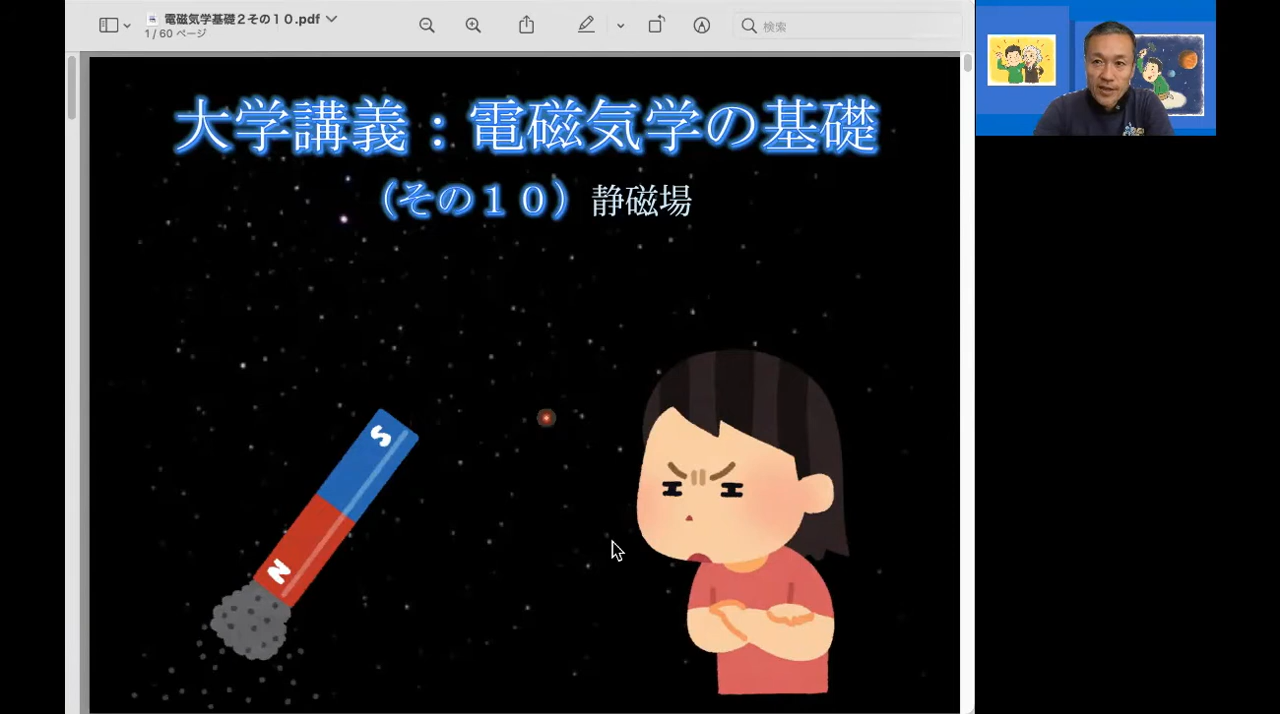 電磁気学基礎２その１０.pdf
1 / 60 ページ
検索
大学講義：電磁気学の基礎
（その１０）静磁場
S
N